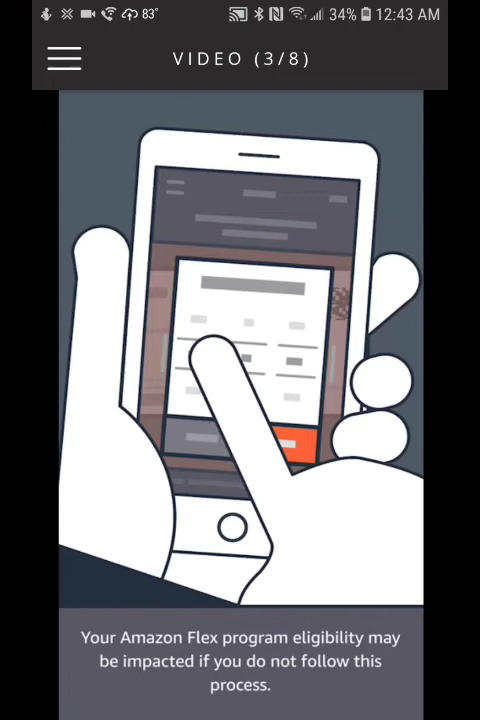 83° 34% 12:43 AM
VIDEO (3/8)
Your Amazon Flex program eligibility may
be impacted if you do not follow this
process.